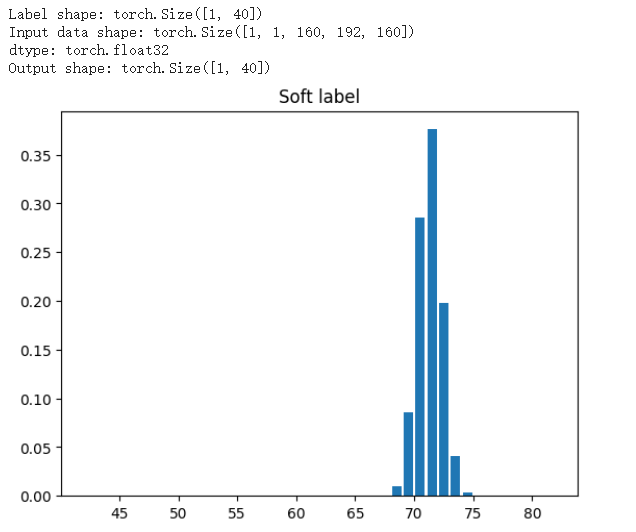 Label shape: torch.Size([1, 40])
Input data shape: torch.Size([1, 1, 160, 192, 160])
dtype: torch.float32
Output shape: torch.Size([1, 40])
Soft label
0.35
0.30
0.25
0.20
0.15
0.10
0.05
0.00
45 50 55 60 65 70 75 80